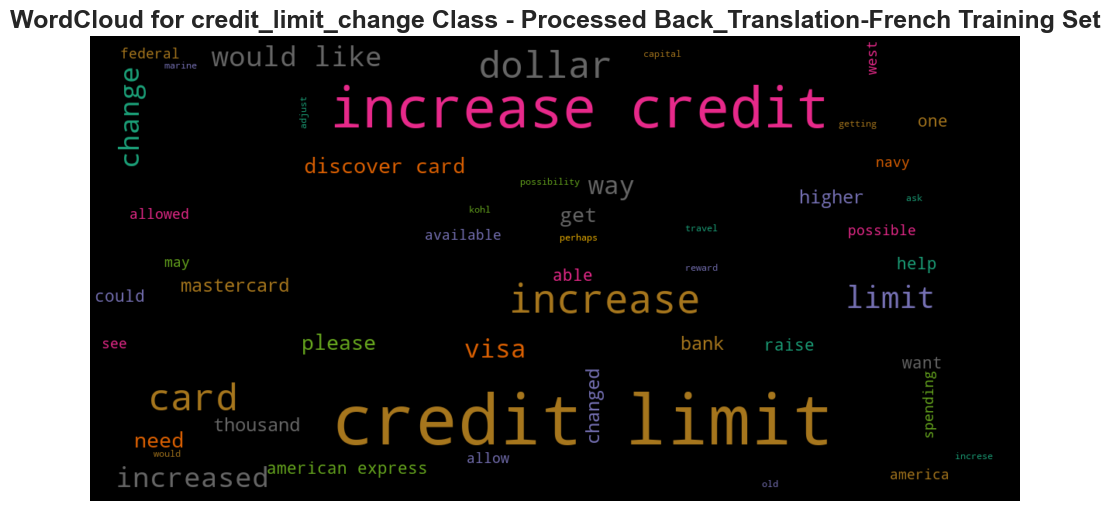 WordCloud for credit_limit_change Class - Processed Back_Translation-French Training Set
federal
marine
would like
dollar
capital
west
change
adjust
increase credit
getting
one
discover card
navy
possibility
way
higher
ask
allowed
kohl
get
available
perhaps
travel
possible
may
able
reward
help
could
mastercard
increase
limit
see
please
visa
bank
raise
want
card
thousand
credit limit
changed
spending
need
would
increased
american express
allow
increse
america
old